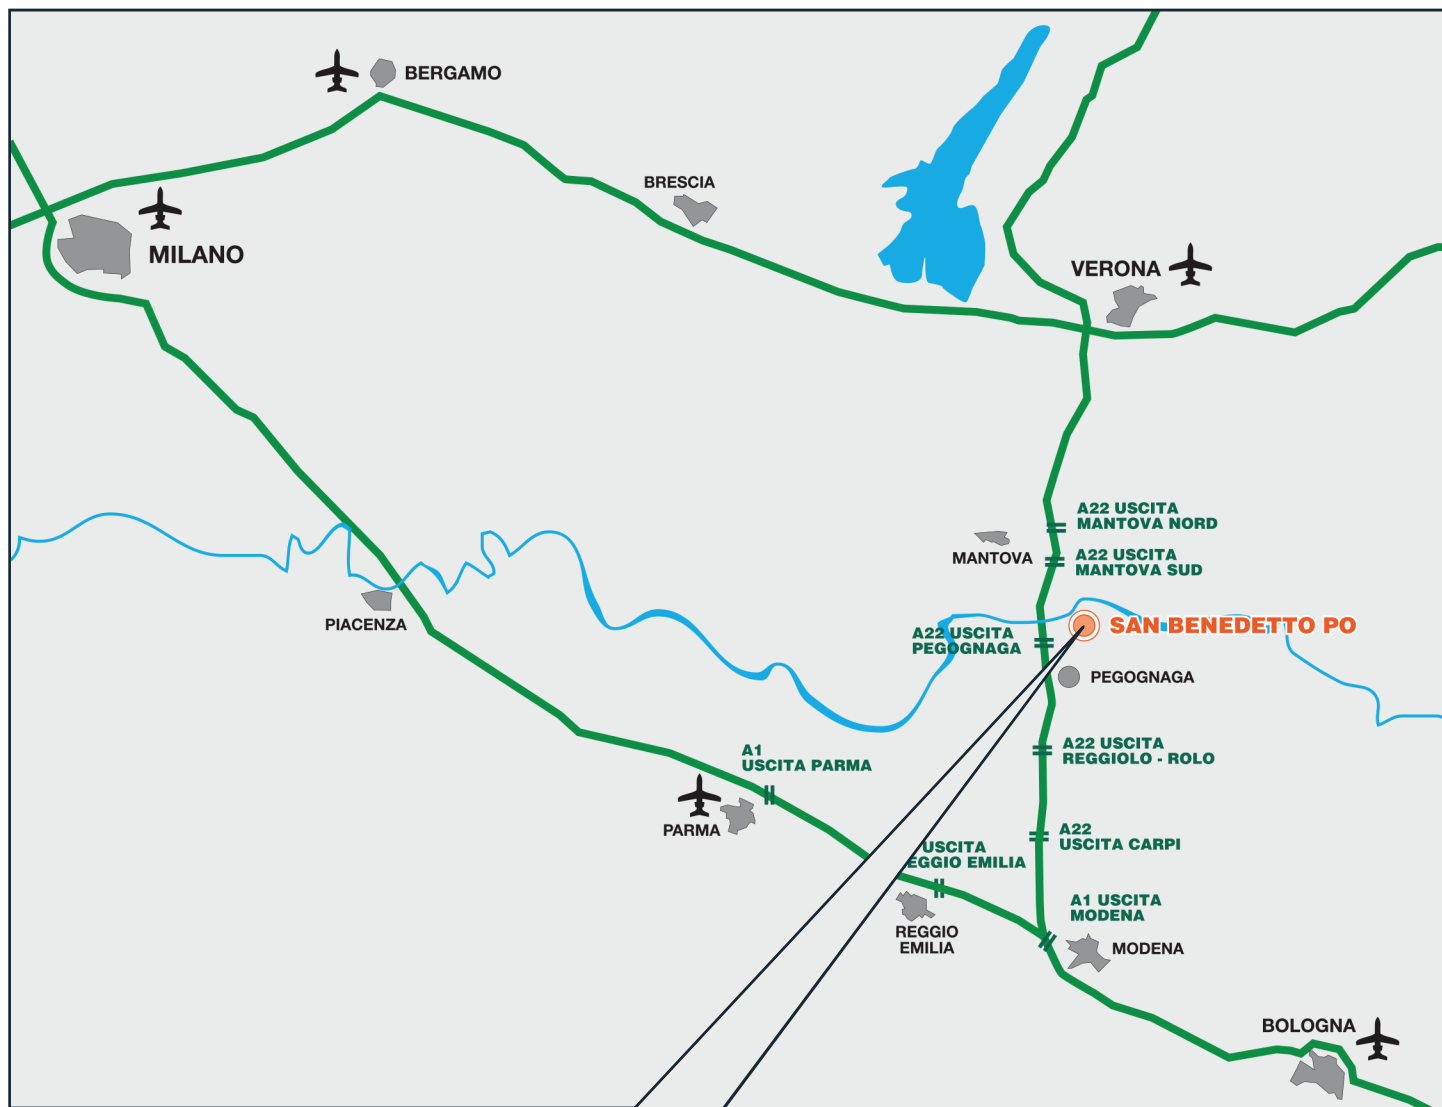 BERGAMO
BRESCIA
MILANO
VERONA
A22 USCITA
MANTOVA NORD
MANTOVA
A22 USCITA
MANTOVA SUD
PIACENZA
A22 USCITA
PEGOGNAGA
SAN BENEDETTO PO
PEGOGNAGA
A22 USCITA
REGGIOLO - ROLO
A1
USCITA PARMA
PARMA
A22
USCITA CARPI
USCITA
EGGIO EMILIA
REGGIO
EMILIA
A1 USCITA
MODENA
MODENA
BOLOGNA